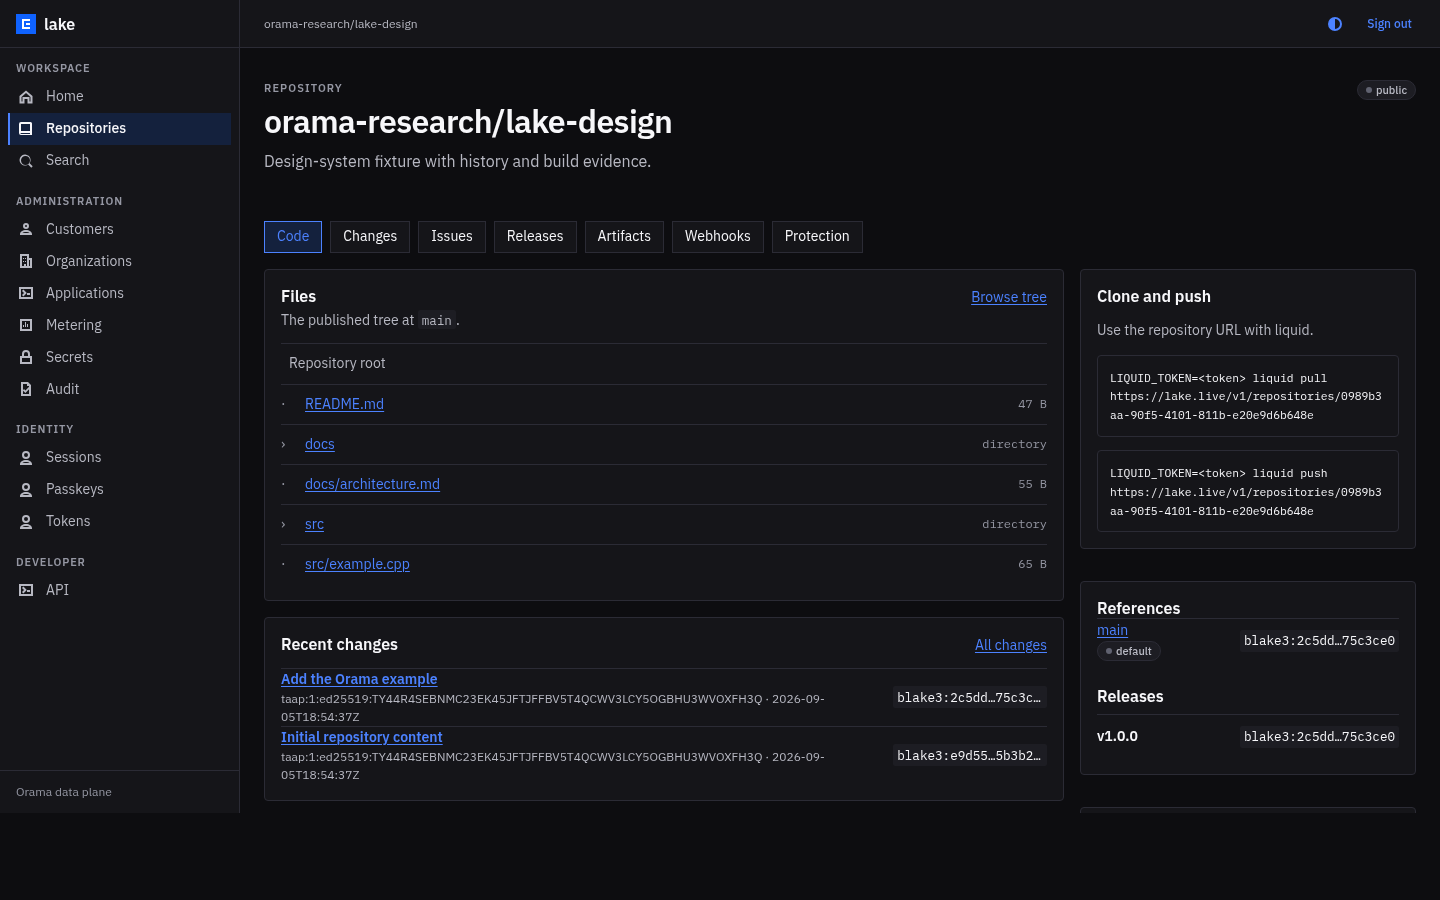 lake
orama-research/lake-design
Sign out
WORKSPACE
Home
Repositories
Search
ADMINISTRATION
Customers
Organizations
Applications
Metering
Secrets
Audit
IDENTITY
Sessions
Passkeys
Tokens
DEVELOPER
API
Orama data plane
REPOSITORY
public
orama-research/lake-design
Design-system fixture with history and build evidence.
Code Changes Issues Releases Artifacts Webhooks Protection
Files
Browse tree
The published tree at main.
Repository root
· README.md 47 B
› docs directory
· docs/architecture.md 55 B
› src directory
· src/example.cpp 65 B
Recent changes
All changes
Add the Orama example
taap:1:ed25519:TY44R4SEBNMC23EK45JFTJFFBV5T4QCWV3LCY5OGBHU3WVOXFH3Q · 2026-09-
05T18:54:37Z
blake3:2c5dd…75c3c…
Initial repository content
taap:1:ed25519:TY44R4SEBNMC23EK45JFTJFFBV5T4QCWV3LCY5OGBHU3WVOXFH3Q · 2026-09-
05T18:54:37Z
blake3:e9d55…5b3b2…
Clone and push
Use the repository URL with liquid.
LIQUID_TOKEN=<token> liquid pull
https://lake.live/v1/repositories/0989b3
aa-90f5-4101-811b-e20e9d6b648e
LIQUID_TOKEN=<token> liquid push
https://lake.live/v1/repositories/0989b3
aa-90f5-4101-811b-e20e9d6b648e
References
main
default
blake3:2c5dd…75c3ce0
Releases
v1.0.0 blake3:2c5dd…75c3ce0